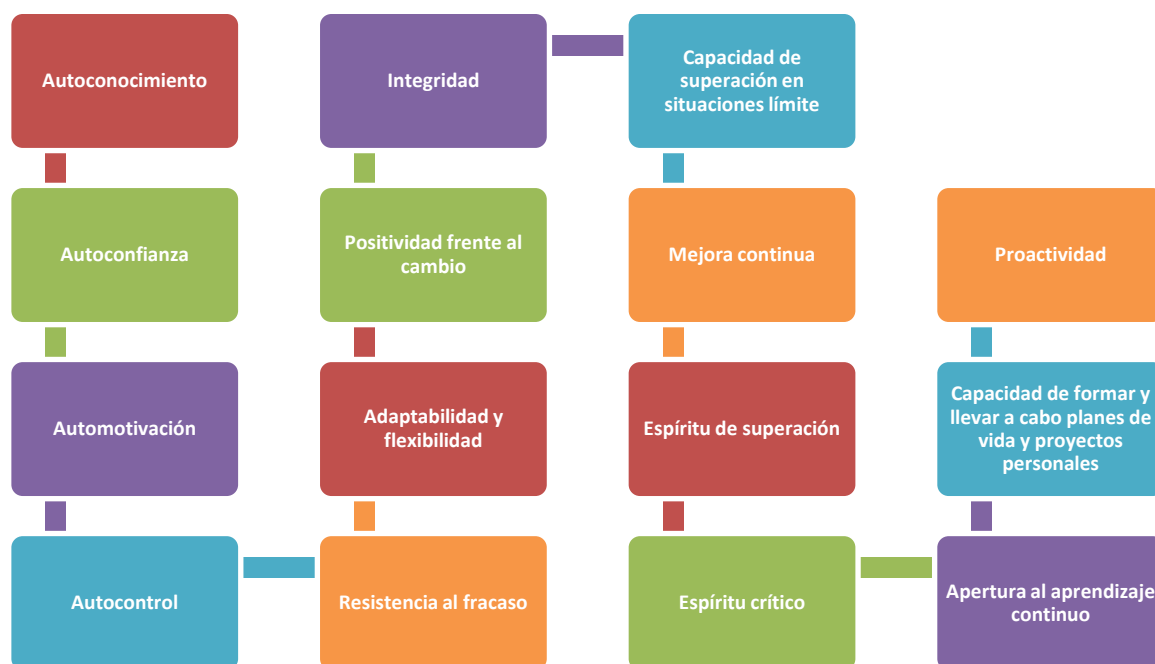 Autoconocimiento
Autoconfianza
Automotivación
Autocontrol
Resistencia al fracaso
Adaptabilidad y
flexibilidad
Positividad frente al
cambio
Integridad
Capacidad de
superación en
situaciones límite
Mejora continua
Espíritu de superación
Espíritu crítico
Apertura al aprendizaje
continuo
Capacidad de formar y
llevar a cabo planes de
vida y proyectos
personales
Proactividad